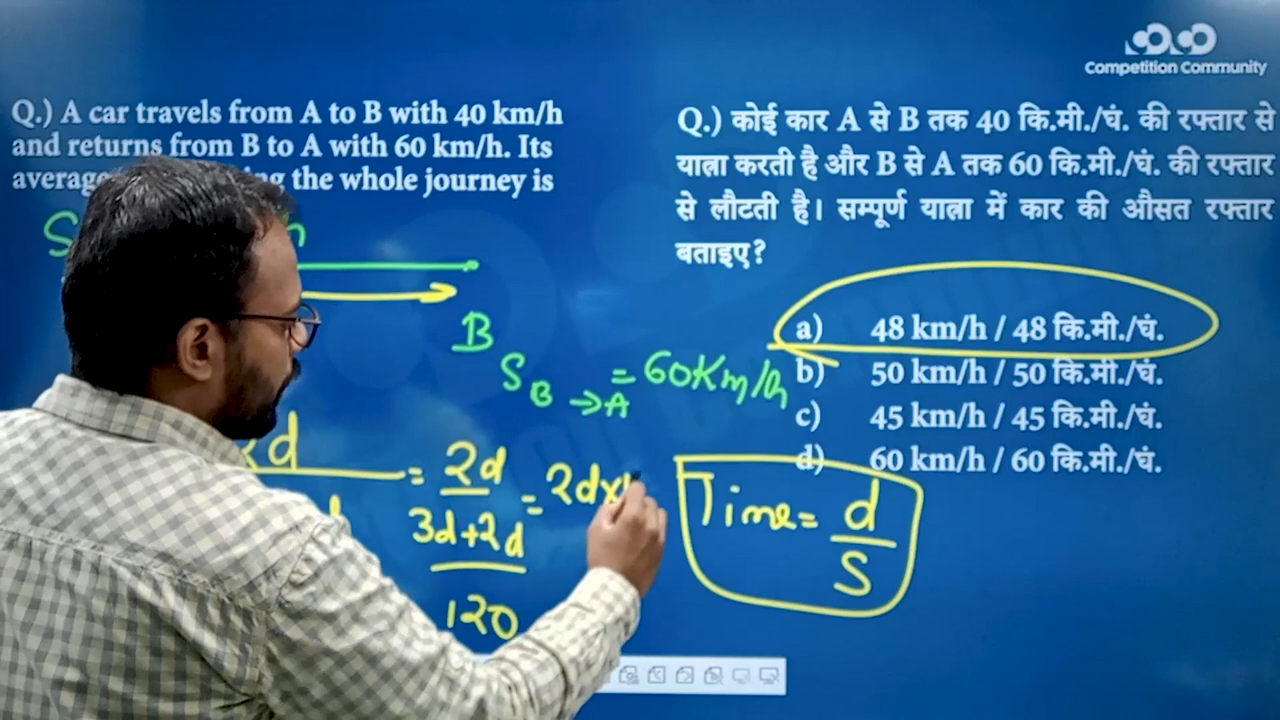 Competition Community
Q.) A car travels from A to B with 40 km/h
and returns from B to A with 60 km/h. Its
the whole journey is
Q.) कोई कार A से B तक 40 कि.मी./घं. की रफ्तार से
यात्रा करती है और B से A तक 60 कि.मी./घं. की रफ्तार
से लौटती है। सम्पूर्ण यात्रा में कार की औसत रफ्तार
बताइए?
a) 48 km/h / 48 कि.मी./घं.
b) 50 km/h / 50 कि.मी./घं.
c) 45 km/h / 45 कि.मी./घं.
d) 60 km/h / 60 कि.मी./घं.
S
B
S B→A = 60Km/h
2d = 2d = 2dx
3d+2d
120
Time = d
S